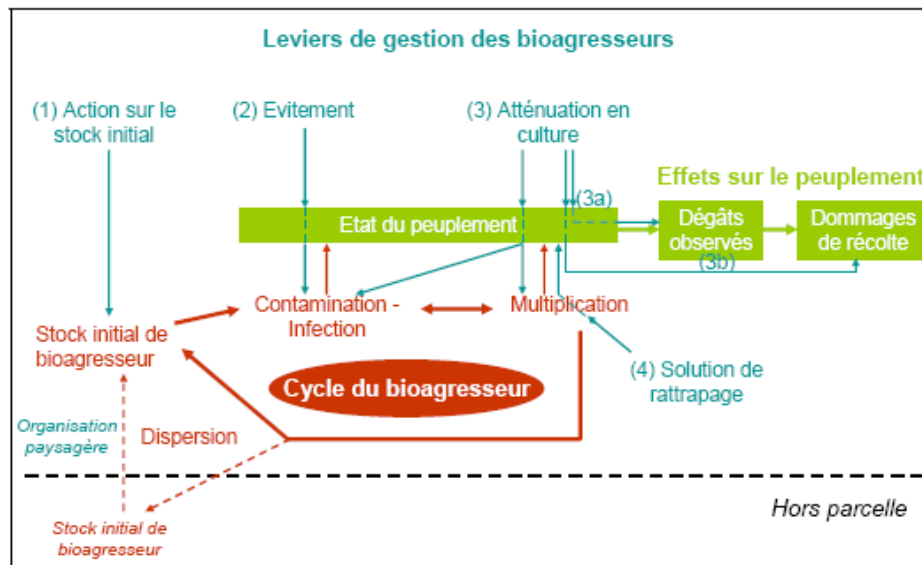 Leviers de gestion des bioagresseurs
(1) Action sur le
stock initial
(2) Evitement
(3) Atténuation en
culture
(3a)
Effets sur le peuplement
Etat du peuplement
Dégâts
observés
Dommages
de récolte
(3b)
Contamination -
Infection
Multiplication
Stock initial de
bioagresseur
(4) Solution de
rattrapage
Cycle du bioagresseur
Organisation
paysagère
Dispersion
Hors parcelle
Stock initial de
bioagresseur